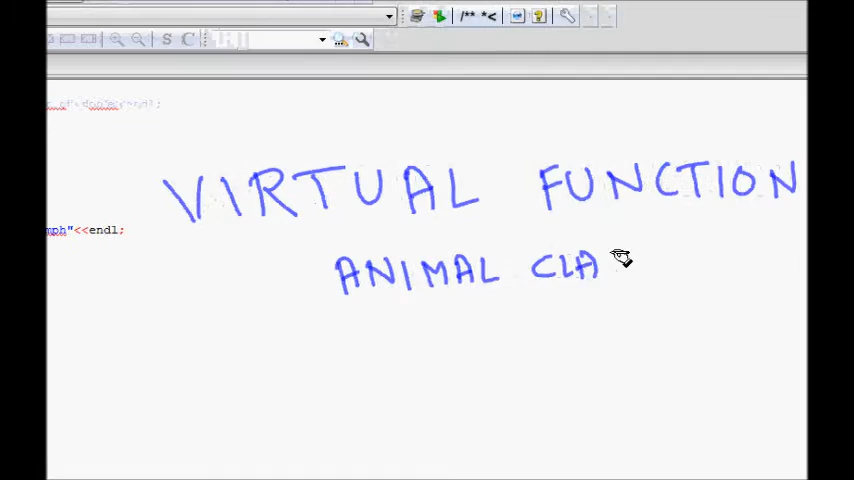 /** *<
S C
VIRTUAL FUNCTION
mph"<<endl;
ANIMAL CLA